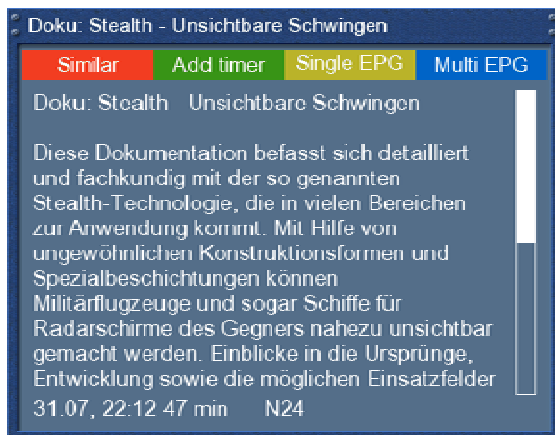 Doku: Stealth - Unsichtbare Schwingen
Similar Add timer Single EPG Multi EPG
Doku: Stealth Unsichtbare Schwingen
Diese Dokumentation befasst sich detailliert
und fachkundig mit der so genannten
Stealth-Technologie, die in vielen Bereichen
zur Anwendung kommt. Mit Hilfe von
ungewöhnlichen Konstruktionsformen und
Spezialbeschichtungen können
Militärflugzeuge und sogar Schiffe für
Radarschirme des Gegners nahezu unsichtbar
gemacht werden. Einblicke in die Ursprünge,
Entwicklung sowie die möglichen Einsatzfelder
31.07, 22:12 47 min N24